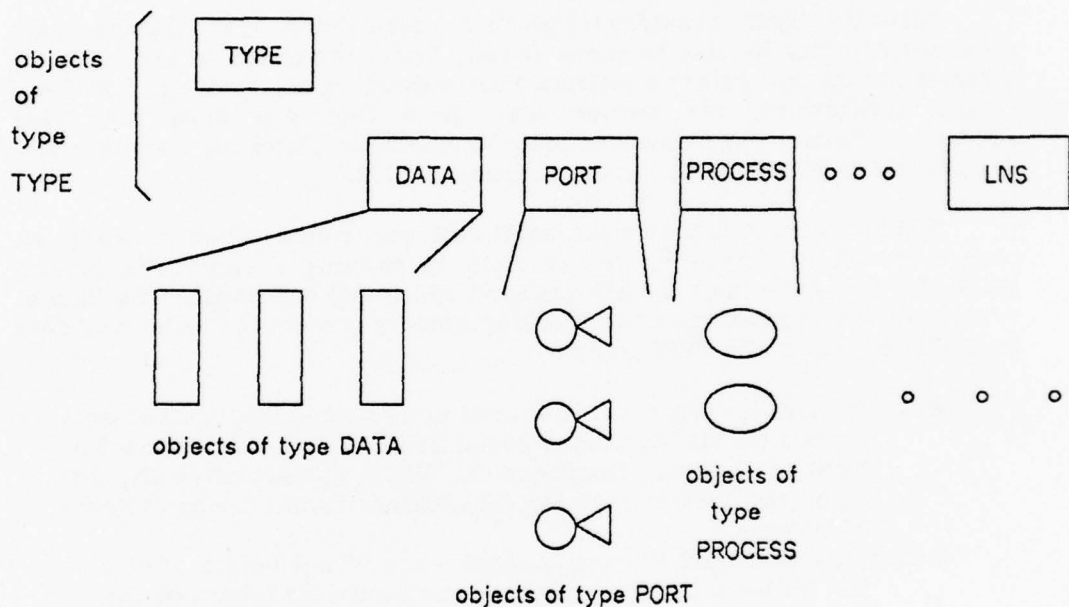 objects
of
type
TYPE
TYPE
DATA
PORT
PROCESS
LNS
objects of type DATA
objects of
type
PROCESS
objects of type PORT